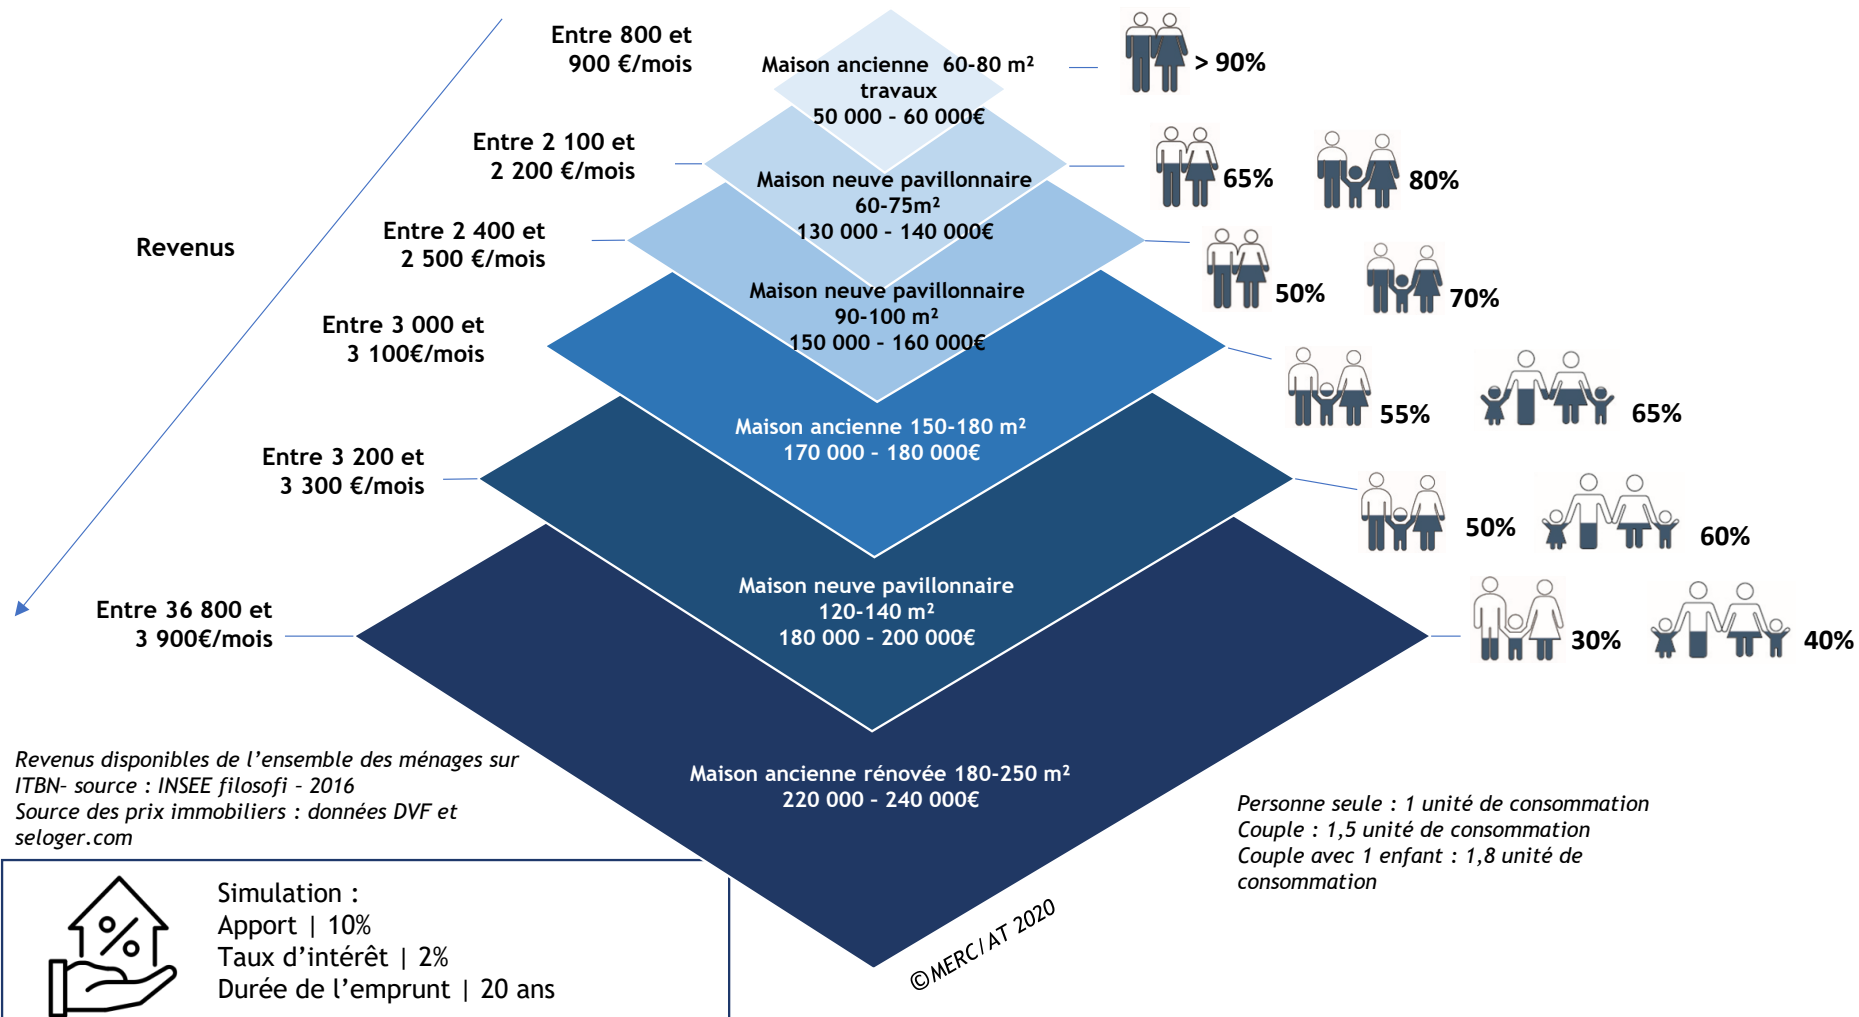 Entre 800 et
900 €/mois
Maison ancienne 60-80 m²
travaux
50 000 – 60 000€
> 90%
Entre 2 100 et
2 200 €/mois
Maison neuve pavillonnaire
60-75m²
130 000 – 140 000€
65%
80%
Revenus
Entre 2 400 et
2 500 €/mois
Maison neuve pavillonnaire
90-100 m²
150 000 – 160 000€
50%
70%
Entre 3 000 et
3 100€/mois
Maison ancienne 150-180 m²
170 000 – 180 000€
55%
65%
Entre 3 200 et
3 300 €/mois
Maison neuve pavillonnaire
120-140 m²
180 000 – 200 000€
50%
60%
Entre 36 800 et
3 900€/mois
Maison ancienne rénovée 180-250 m²
220 000 – 240 000€
30%
40%
Revenus disponibles de l’ensemble des ménages sur
ITBN– source : INSEE filosofi – 2016
Source des prix immobiliers : données DVF et
seloger.com
Personne seule : 1 unité de consommation
Couple : 1,5 unité de consommation
Couple avec 1 enfant : 1,8 unité de
consommation
Simulation :
Apport | 10%
Taux d’intérêt | 2%
Durée de l’emprunt | 20 ans
©MERC/AT 2020